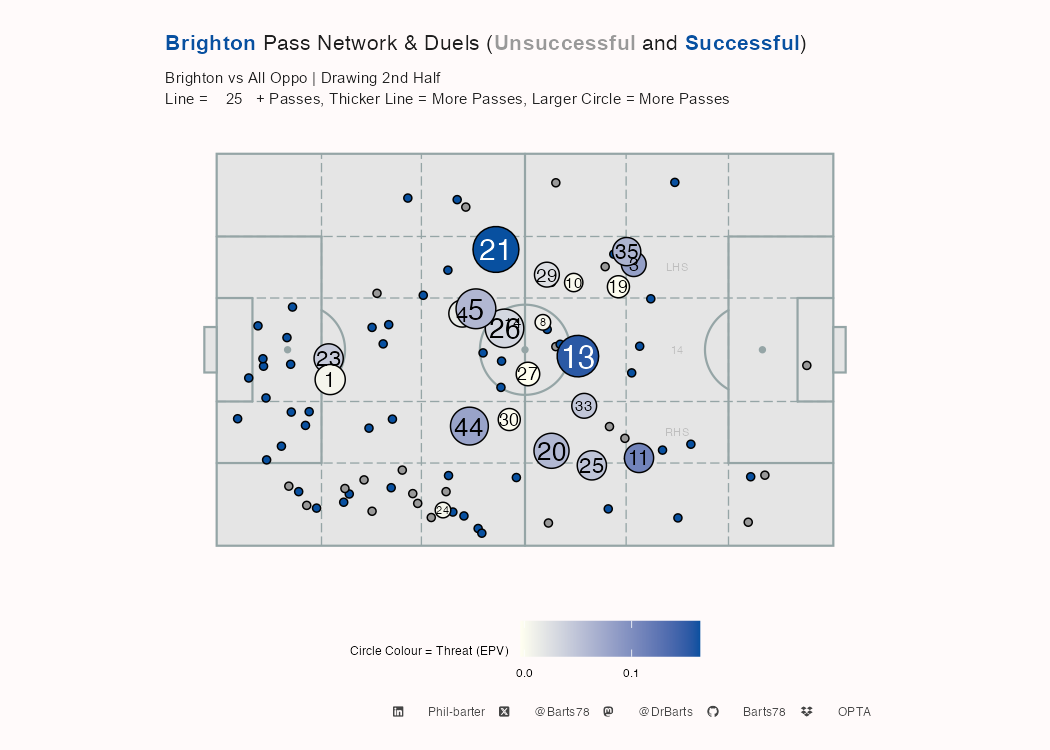 Brighton Pass Network & Duels (Unsuccessful and Successful)
Brighton vs All Oppo | Drawing 2nd Half
Line = 25 + Passes, Thicker Line = More Passes, Larger Circle = More Passes
21
35
3
LHS
29
10
19
4
5
26
8
13
14
23
1
27
33
44
30
RHS
20
25
11
24
Circle Colour = Threat (EPV)
0.0
0.1
Phil-barter
@Barts78
@DrBarts
Barts78
OPTA